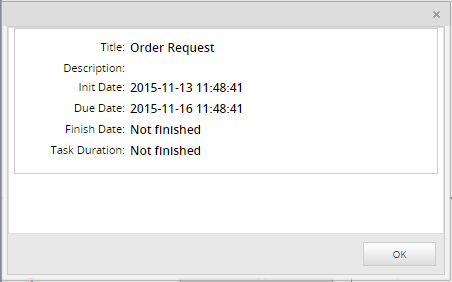 Title: Order Request
Description:
Init Date: 2015-11-13 11:48:41
Due Date: 2015-11-16 11:48:41
Finish Date: Not finished
Task Duration: Not finished
OK